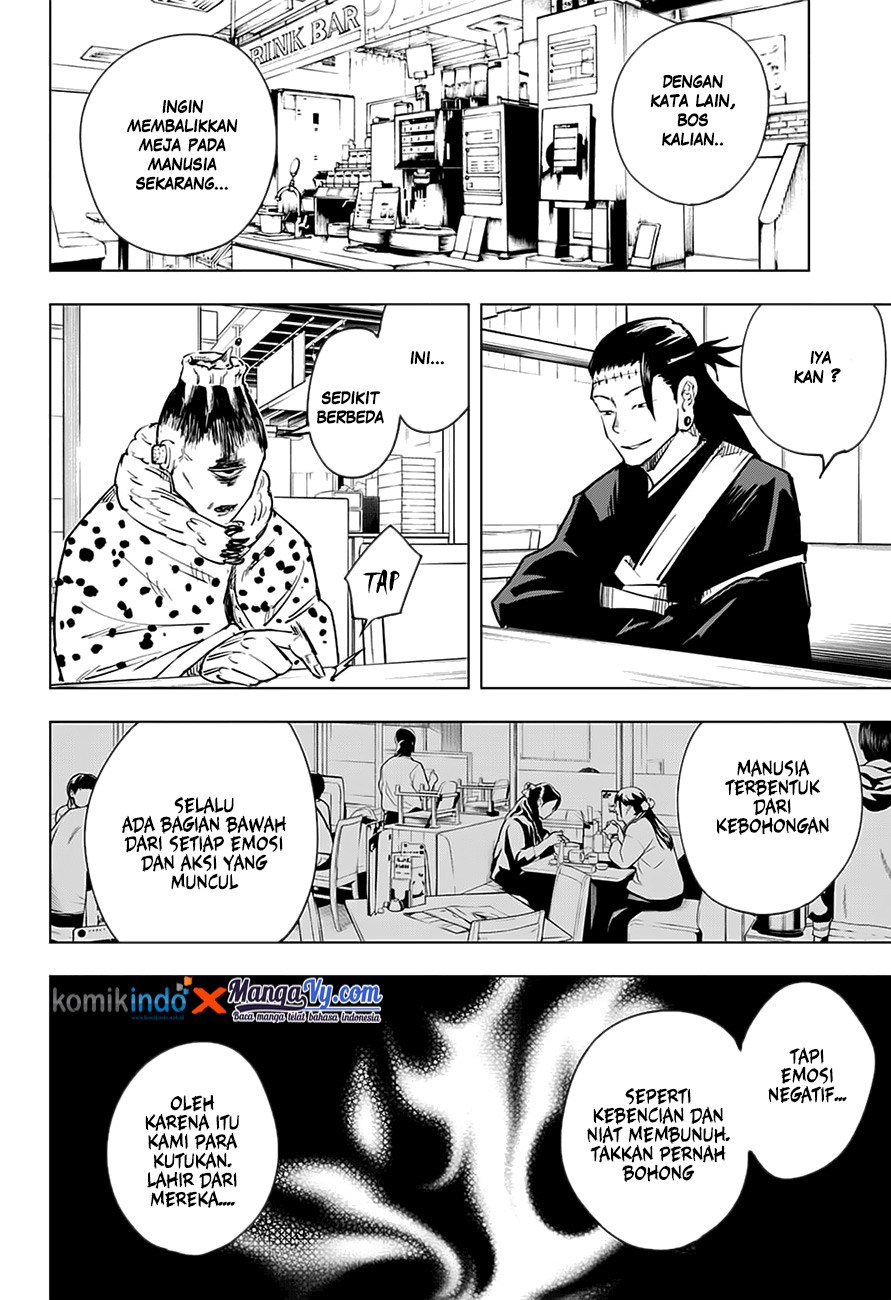 DRINK BAR
DENGAN
KATA LAIN,
BOS
KALIAN..
INGIN
MEMBALIKKAN
MEJA PADA
MANUSIA
SEKARANG...
IYA
KAN ?
INI...
SEDIKIT
BERBEDA
TAP
MANUSIA
TERBENTUK
DARI
KEBOHONGAN
SELALU
ADA BAGIAN BAWAH
DARI SETIAP EMOSI
DAN AKSI YANG
MUNCUL
komikindo X MangaVy.com
Baca manga telat bahasa indonesia
TAPI
EMOSI
NEGATIF...
SEPERTI
KEBENCIAN DAN
NIAT MEMBUNUH.
TAKKAN PERNAH
BOHONG
OLEH
KARENA ITU
KAMI PARA
KUTUKAN.
LAHIR DARI
MEREKA....